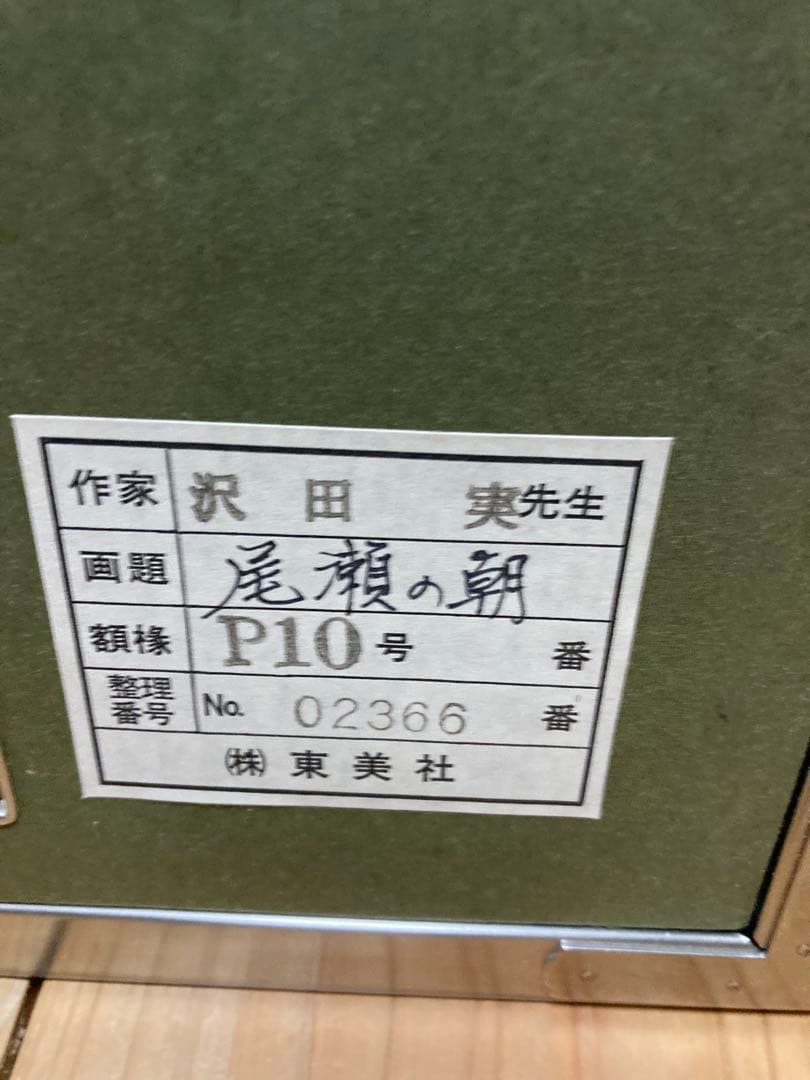 作家 沢田 実先生
画題 尾瀬の朝
額椽 P10号 番
整理番号 No. 02366 番
㈱東美社